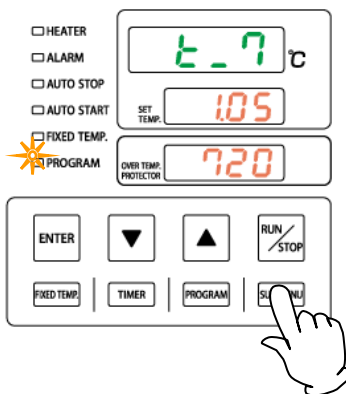 HEATER
ALARM
AUTO STOP
AUTO START
FIXED TEMP.
PROGRAM
t_7 ℃
SET TEMP. 1.05
OVER TEMP. PROTECTOR 720
ENTER ▼ ▲ RUN/STOP
FIXED TEMP. TIMER PROGRAM